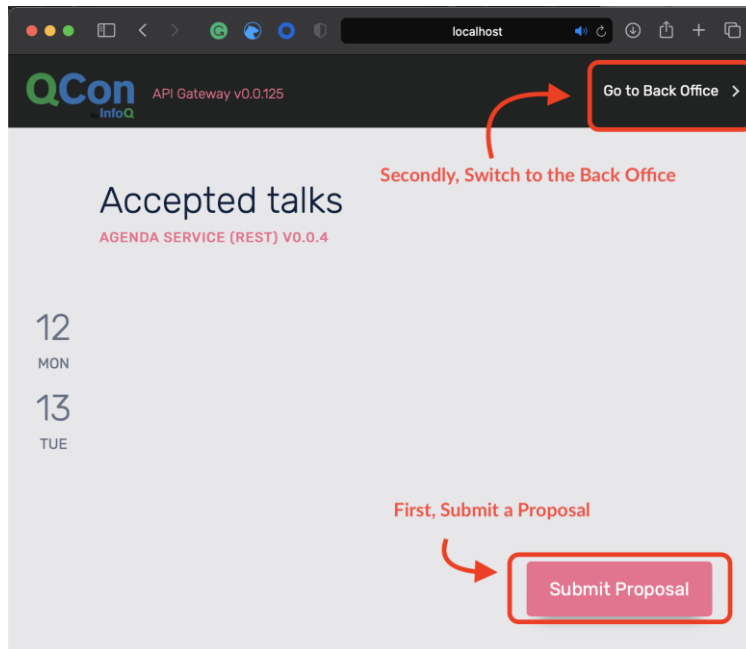 localhost
QCon
by InfoQ
API Gateway v0.0.125
Go to Back Office
Secondly, Switch to the Back Office
Accepted talks
AGENDA SERVICE (REST) V0.0.4
12
MON
13
TUE
First, Submit a Proposal
Submit Proposal